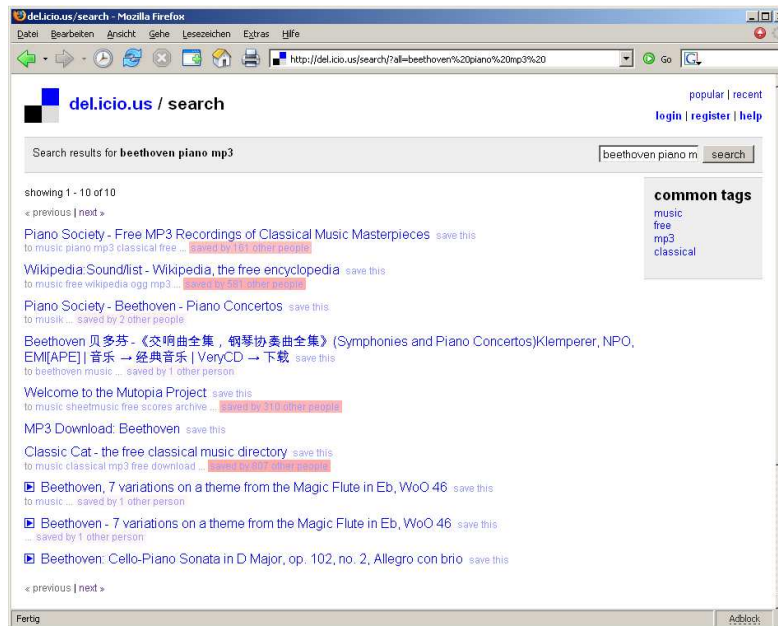 del.icio.us/search - Mozilla Firefox
Datei Bearbeiten Ansicht Gehe Lesezeichen Extras Hilfe
http://del.icio.us/search/?all=beethoven%20piano%20mp3%20 Go G
del.icio.us / search
popular | recent
login | register | help
Search results for beethoven piano mp3
beethoven piano m search
showing 1 - 10 of 10
« previous | next »
common tags
music
free
mp3
classical
Piano Society - Free MP3 Recordings of Classical Music Masterpieces save this
to music piano mp3 classical free ... saved by 161 other people
Wikipedia:Sound/list - Wikipedia, the free encyclopedia save this
to music free wikipedia ogg mp3 ... saved by 581 other people
Piano Society - Beethoven - Piano Concertos save this
to musik ... saved by 2 other people
Beethoven 贝多芬 -《交响曲全集，钢琴协奏曲全集》(Symphonies and Piano Concertos)Klemperer, NPO,
EMI[APE] | 音乐 → 经典音乐 | VeryCD → 下载 save this
to beethoven music ... saved by 1 other person
Welcome to the Mutopia Project save this
to music sheetmusic free scores archive ... saved by 310 other people
MP3 Download: Beethoven save this
Classic Cat - the free classical music directory save this
to music classical mp3 free download ... saved by 807 other people
Beethoven, 7 variations on a theme from the Magic Flute in Eb, WoO 46 save this
to music ... saved by 1 other person
Beethoven - 7 variations on a theme from the Magic Flute in Eb, WoO 46 save this
... saved by 1 other person
Beethoven: Cello-Piano Sonata in D Major, op. 102, no. 2, Allegro con brio save this
« previous | next »
Fertig Adblock